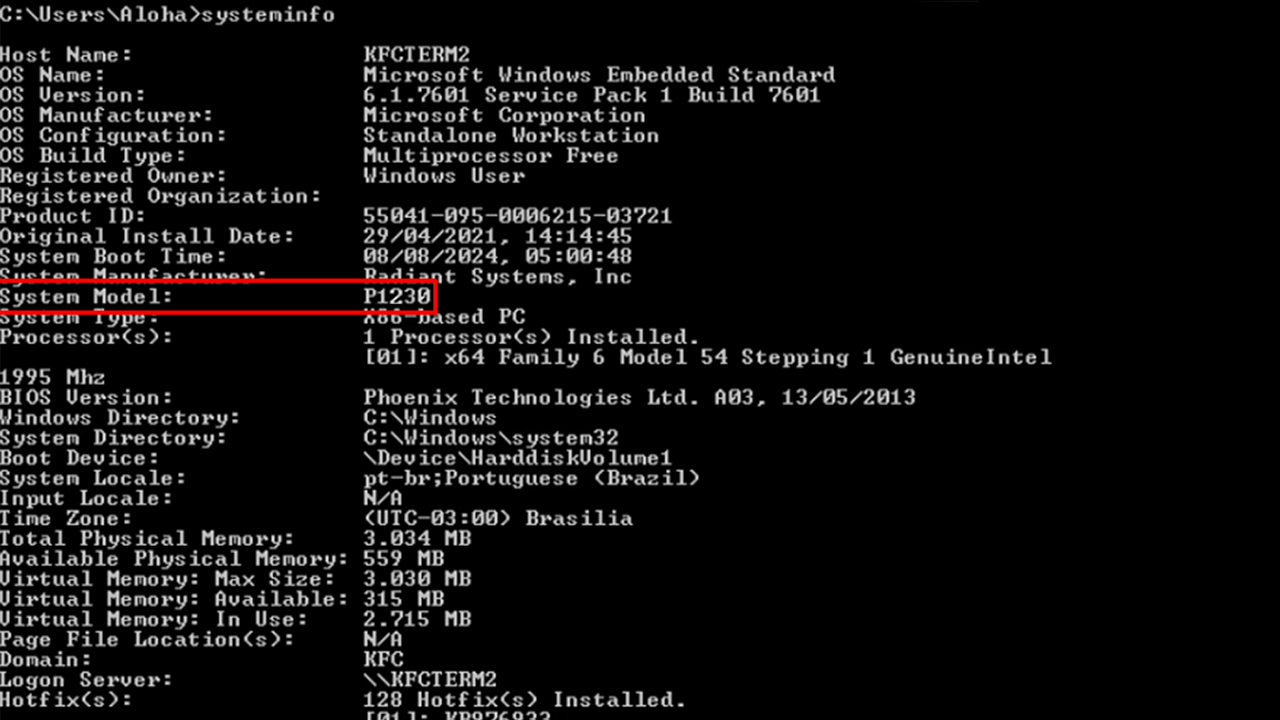 C:\Users\Aloha>systeminfo
Host Name: KFCTERM2
OS Name: Microsoft Windows Embedded Standard
OS Version: 6.1.7601 Service Pack 1 Build 7601
OS Manufacturer: Microsoft Corporation
OS Configuration: Standalone Workstation
OS Build Type: Multiprocessor Free
Registered Owner: Windows User
Registered Organization:
Product ID: 55041-095-0006215-03721
Original Install Date: 29/04/2021, 14:14:45
System Boot Time: 08/08/2024, 05:00:48
System Manufacturer: Radiant Systems, Inc
System Model: P1230
System Type: X86-based PC
Processor(s): 1 Processor(s) Installed.
[01]: x64 Family 6 Model 54 Stepping 1 GenuineIntel
1995 Mhz
BIOS Version: Phoenix Technologies Ltd. A03, 13/05/2013
Windows Directory: C:\Windows
System Directory: C:\Windows\system32
Boot Device: \Device\HarddiskVolume1
System Locale: pt-br;Portuguese (Brazil)
Input Locale: N/A
Time Zone: (UTC-03:00) Brasilia
Total Physical Memory: 3.034 MB
Available Physical Memory: 559 MB
Virtual Memory: Max Size: 3.030 MB
Virtual Memory: Available: 315 MB
Virtual Memory: In Use: 2.715 MB
Page File Location(s): N/A
Domain: KFC
Logon Server: \\KFCTERM2
Hotfix(s): 128 Hotfix(s) Installed.
[01]: